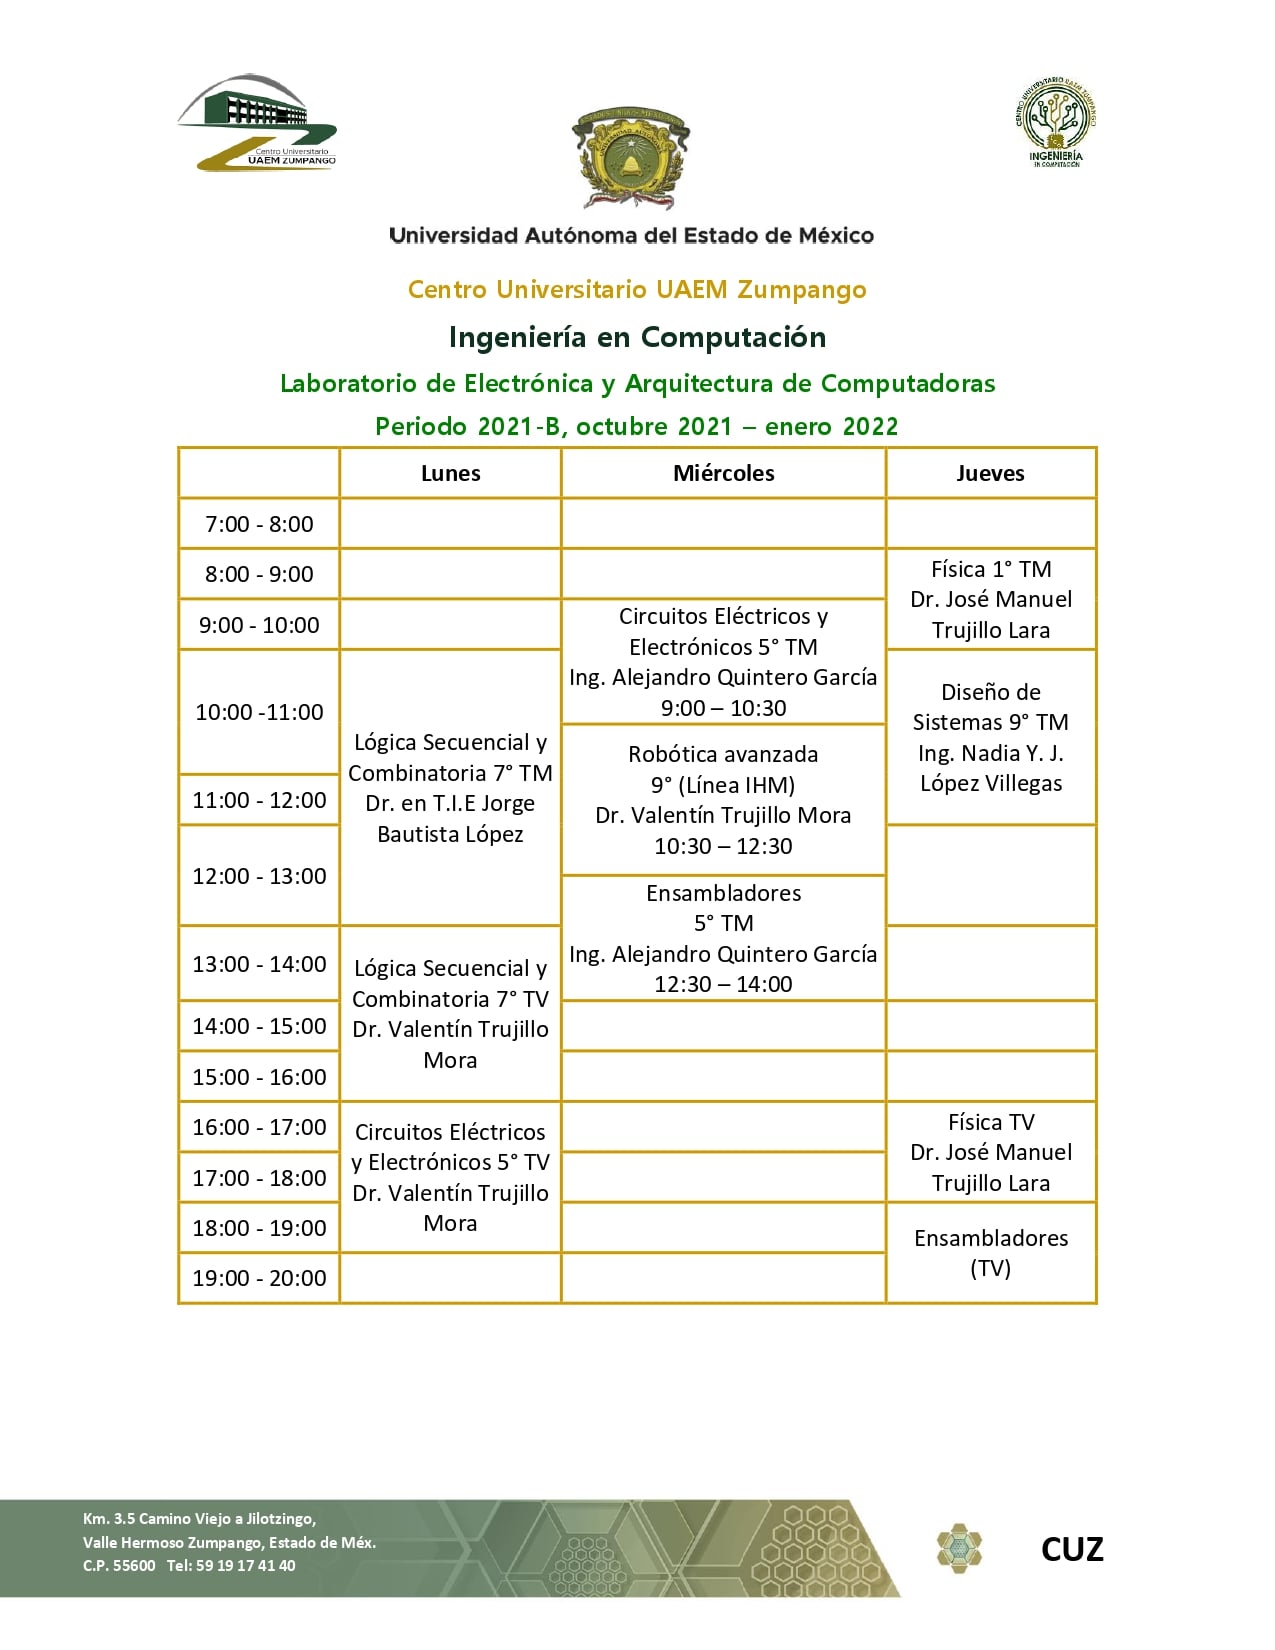 Centro Universitario
UAEM ZUMPANGO
ESTADOS UNIDOS MEXICANOS
UNIVERSIDAD AUTONOMA
CENTRO UNIVERSITARIO UAEM ZUMPANGO
INGENIERÍA
EN COMPUTACIÓN
Universidad Autónoma del Estado de México
Centro Universitario UAEM Zumpango
Ingeniería en Computación
Laboratorio de Electrónica y Arquitectura de Computadoras
Periodo 2021-B, octubre 2021 – enero 2022
Lunes Miércoles Jueves
7:00 - 8:00
8:00 - 9:00
Física 1° TM
Dr. José Manuel
Trujillo Lara
9:00 - 10:00
Circuitos Eléctricos y
Electrónicos 5° TM
Ing. Alejandro Quintero García
9:00 – 10:30
10:00 -11:00
Lógica Secuencial y
Combinatoria 7° TM
Dr. en T.I.E Jorge
Bautista López
Robótica avanzada
9° (Línea IHM)
Dr. Valentín Trujillo Mora
10:30 – 12:30
Diseño de
Sistemas 9° TM
Ing. Nadia Y. J.
López Villegas
11:00 - 12:00
12:00 - 13:00
Ensambladores
5° TM
Ing. Alejandro Quintero García
12:30 – 14:00
13:00 - 14:00
Lógica Secuencial y
Combinatoria 7° TV
Dr. Valentín Trujillo
Mora
14:00 - 15:00
15:00 - 16:00
16:00 - 17:00
Circuitos Eléctricos
y Electrónicos 5° TV
Dr. Valentín Trujillo
Mora
Física TV
Dr. José Manuel
Trujillo Lara
17:00 - 18:00
18:00 - 19:00
Ensambladores
(TV)
19:00 - 20:00
Km. 3.5 Camino Viejo a Jilotzingo,
Valle Hermoso Zumpango, Estado de Méx.
C.P. 55600 Tel: 59 19 17 41 40
CUZ